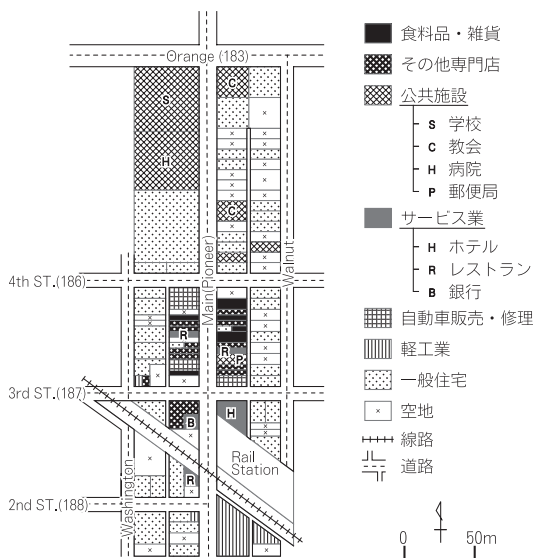 Orange (183)
S
C
H
C
Main(Pioneer)
Walnut
4th ST.(186)
R
R
P
3rd ST.(187)
B
H
Rail
Station
R
Washington
2nd ST.(188)
食料品・雑貨
その他専門店
公共施設
S 学校
C 教会
H 病院
P 郵便局
サービス業
H ホテル
R レストラン
B 銀行
自動車販売・修理
軽工業
一般住宅
× 空地
線路
道路
0 50m